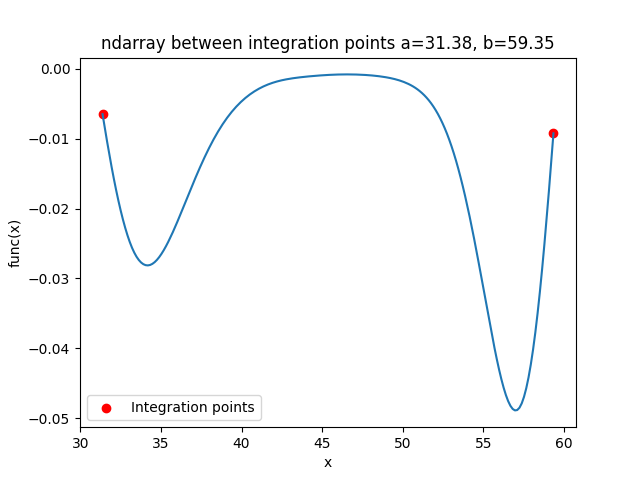 ndarray between integration points a=31.38, b=59.35
0.00
−0.01
−0.02
−0.03
−0.04
−0.05
func(x)
Integration points
30 35 40 45 50 55 60
x